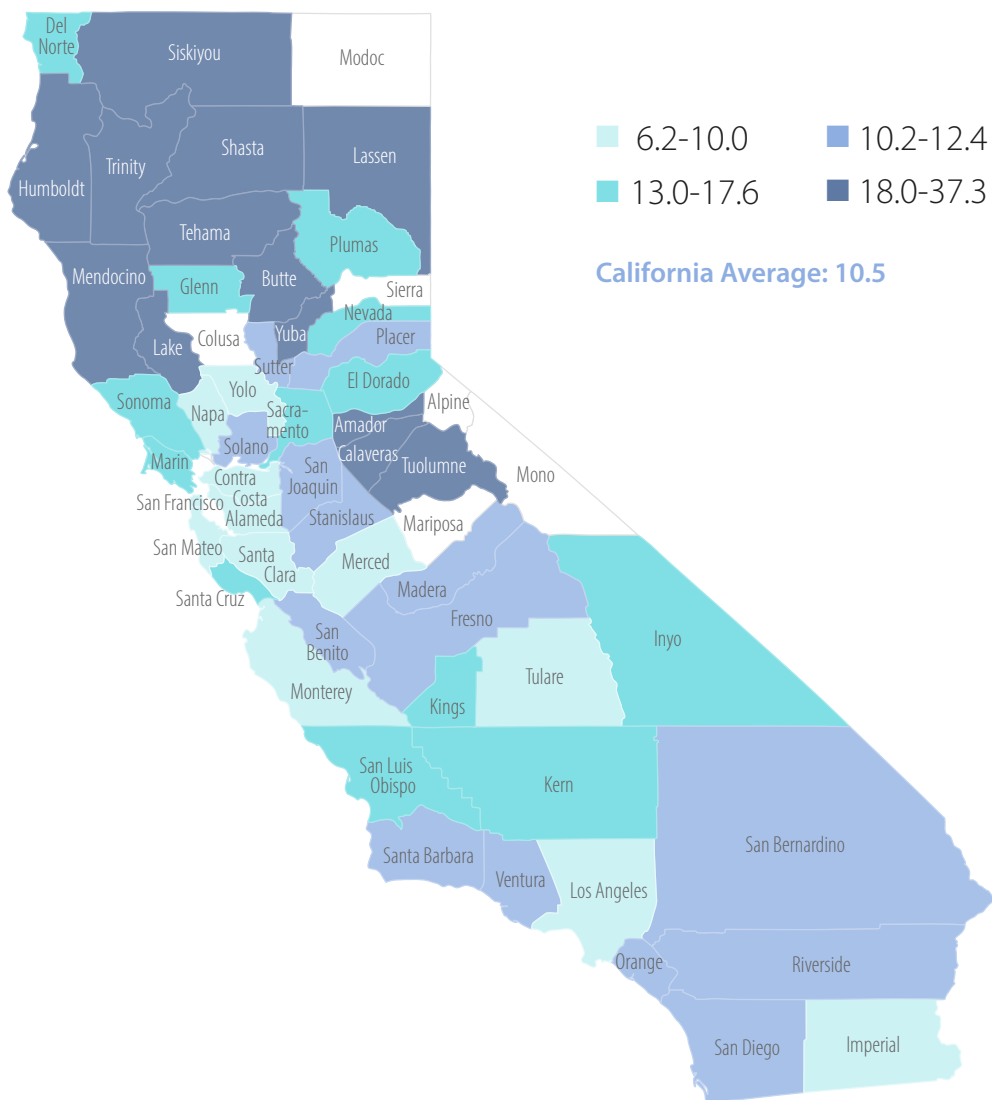 Del
Norte
Siskiyou
Modoc
6.2-10.0
10.2-12.4
13.0-17.6
18.0-37.3
California Average: 10.5
Humboldt
Trinity
Shasta
Lassen
Tehama
Plumas
Mendocino
Glenn
Butte
Sierra
Nevada
Colusa
Yuba
Placer
Lake
Sutter
El Dorado
Yolo
Sonoma
Napa
Sacra-
mento
Alpine
Amador
Solano
Calaveras
Marin
Tuolumne
Mono
Contra
Costa
San
Joaquin
San Francisco
Alameda
Stanislaus
Mariposa
San Mateo
Santa
Clara
Merced
Santa Cruz
Madera
Fresno
San
Benito
Inyo
Monterey
Tulare
Kings
San Luis
Obispo
Kern
San Bernardino
Santa Barbara
Ventura
Los Angeles
Orange
Riverside
San Diego
Imperial